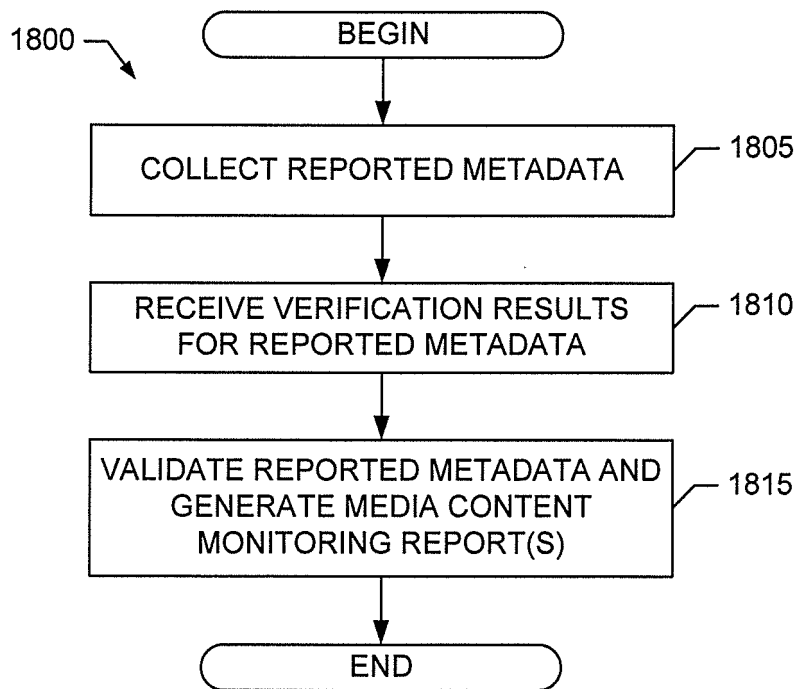 BEGIN
1800
COLLECT REPORTED METADATA
1805
RECEIVE VERIFICATION RESULTS
FOR REPORTED METADATA
1810
VALIDATE REPORTED METADATA AND
GENERATE MEDIA CONTENT
MONITORING REPORT(S)
1815
END